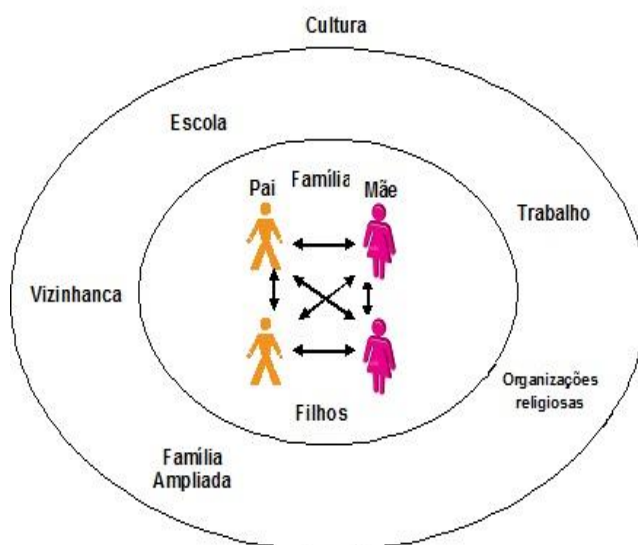 Cultura
Escola
Família
Pai
Mãe
Trabalho
Vizinhanca
Organizações
religiosas
Filhos
Família
Ampliada